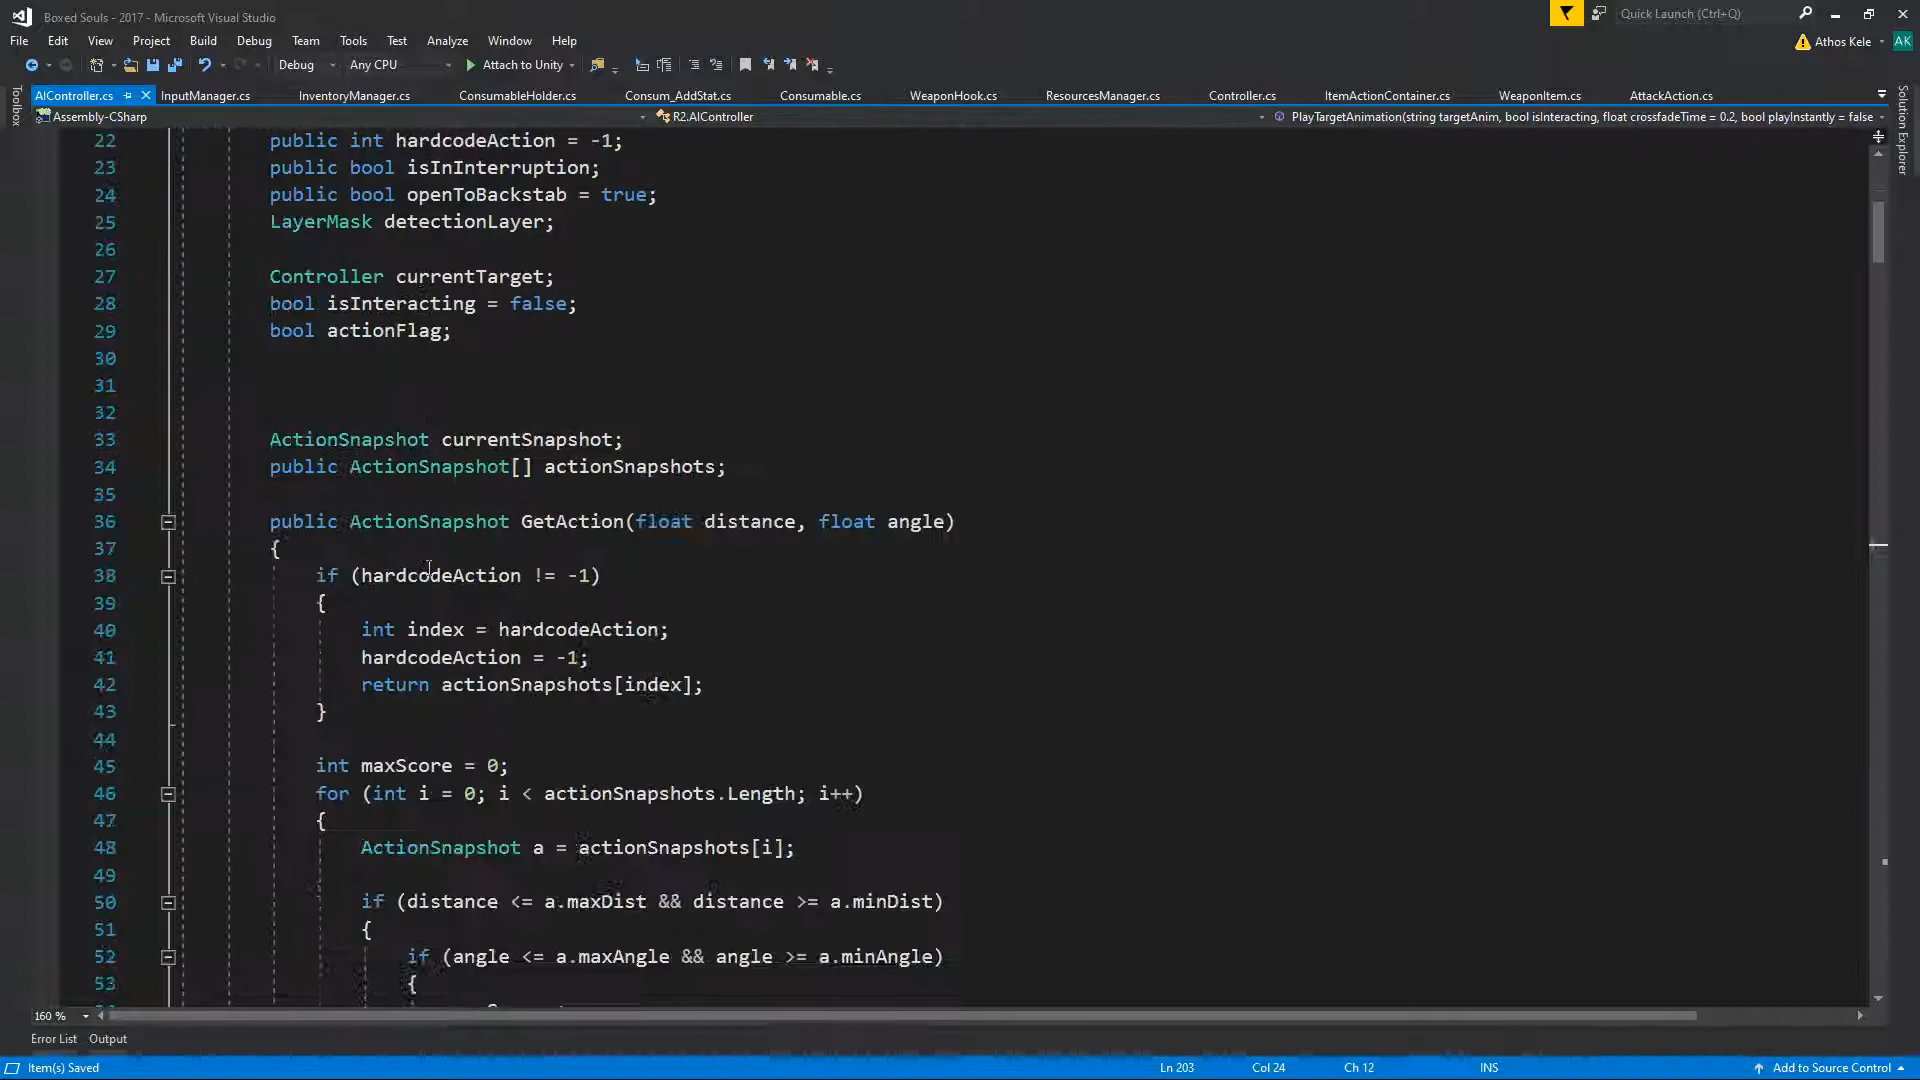 Boxed Souls - 2017 - Microsoft Visual Studio
Quick Launch (Ctrl+Q)
File Edit View Project Build Debug Team Tools Test Analyze Window Help
Athos Kele AK
Debug Any CPU Attach to Unity
AIController.cs InputManager.cs InventoryManager.cs ConsumableHolder.cs Consum_AddStat.cs Consumable.cs WeaponHook.cs ResourcesManager.cs Controller.cs ItemActionContainer.cs WeaponItem.cs AttackAction.cs
Assembly-CSharp R2.AIController PlayTargetAnimation(string targetAnim, bool isInteracting, float crossfadeTime = 0.2, bool playInstantly = false
Toolbox
Solution Explorer
22 public int hardcodeAction = -1;
23 public bool isInInterruption;
24 public bool openToBackstab = true;
25 LayerMask detectionLayer;
26
27 Controller currentTarget;
28 bool isInteracting = false;
29 bool actionFlag;
30
31
32
33 ActionSnapshot currentSnapshot;
34 public ActionSnapshot[] actionSnapshots;
35
36 public ActionSnapshot GetAction(float distance, float angle)
37 {
38 if (hardcodeAction != -1)
39 {
40 int index = hardcodeAction;
41 hardcodeAction = -1;
42 return actionSnapshots[index];
43 }
44
45 int maxScore = 0;
46 for (int i = 0; i < actionSnapshots.Length; i++)
47 {
48 ActionSnapshot a = actionSnapshots[i];
49
50 if (distance <= a.maxDist && distance >= a.minDist)
51 {
52 if (angle <= a.maxAngle && angle >= a.minAngle)
53 {
160 %
Error List Output
Item(s) Saved Ln 203 Col 24 Ch 12 INS Add to Source Control